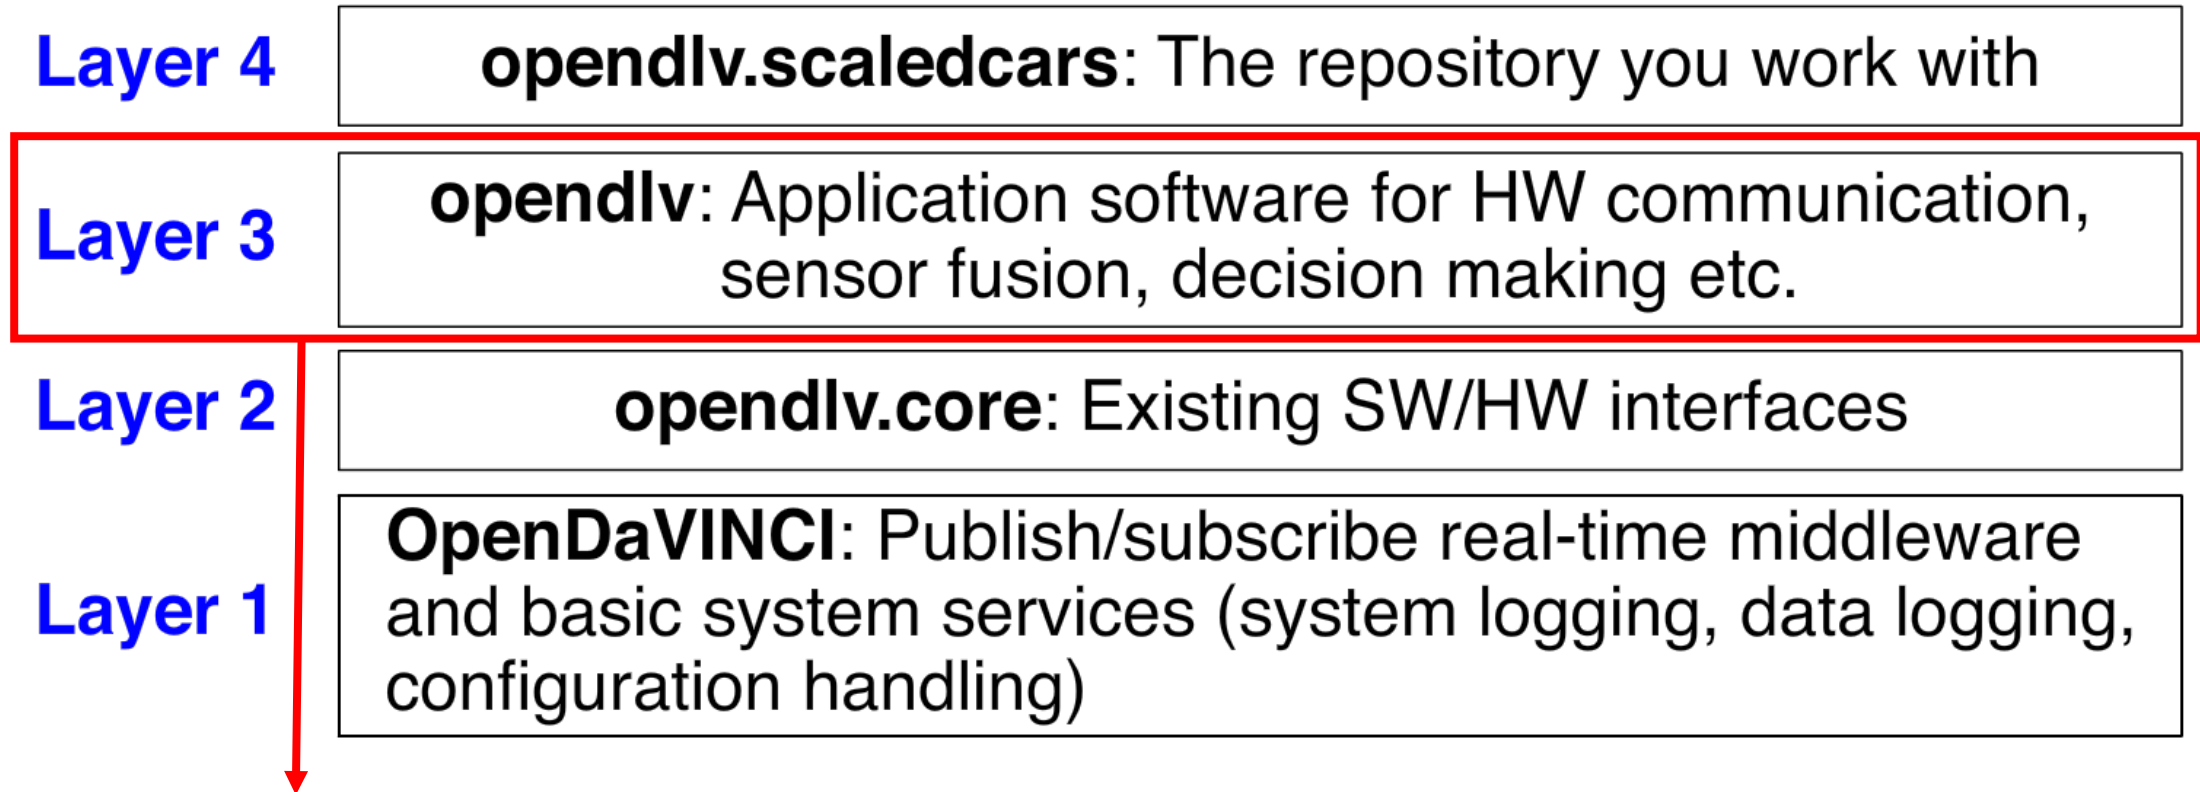 Layer 4
opendlv.scaledcars: The repository you work with
Layer 3
opendlv: Application software for HW communication,
sensor fusion, decision making etc.
Layer 2
opendlv.core: Existing SW/HW interfaces
Layer 1
OpenDaVINCI: Publish/subscribe real-time middleware
and basic system services (system logging, data logging,
configuration handling)